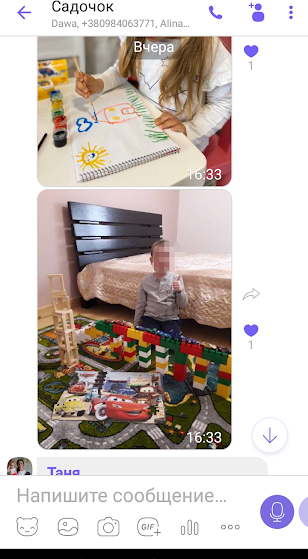 Садочок
Dawa, +380984063771, Alina...
Вчера
1
16:33
1
16:33
Таня
Напишите сообщение...
GIF+